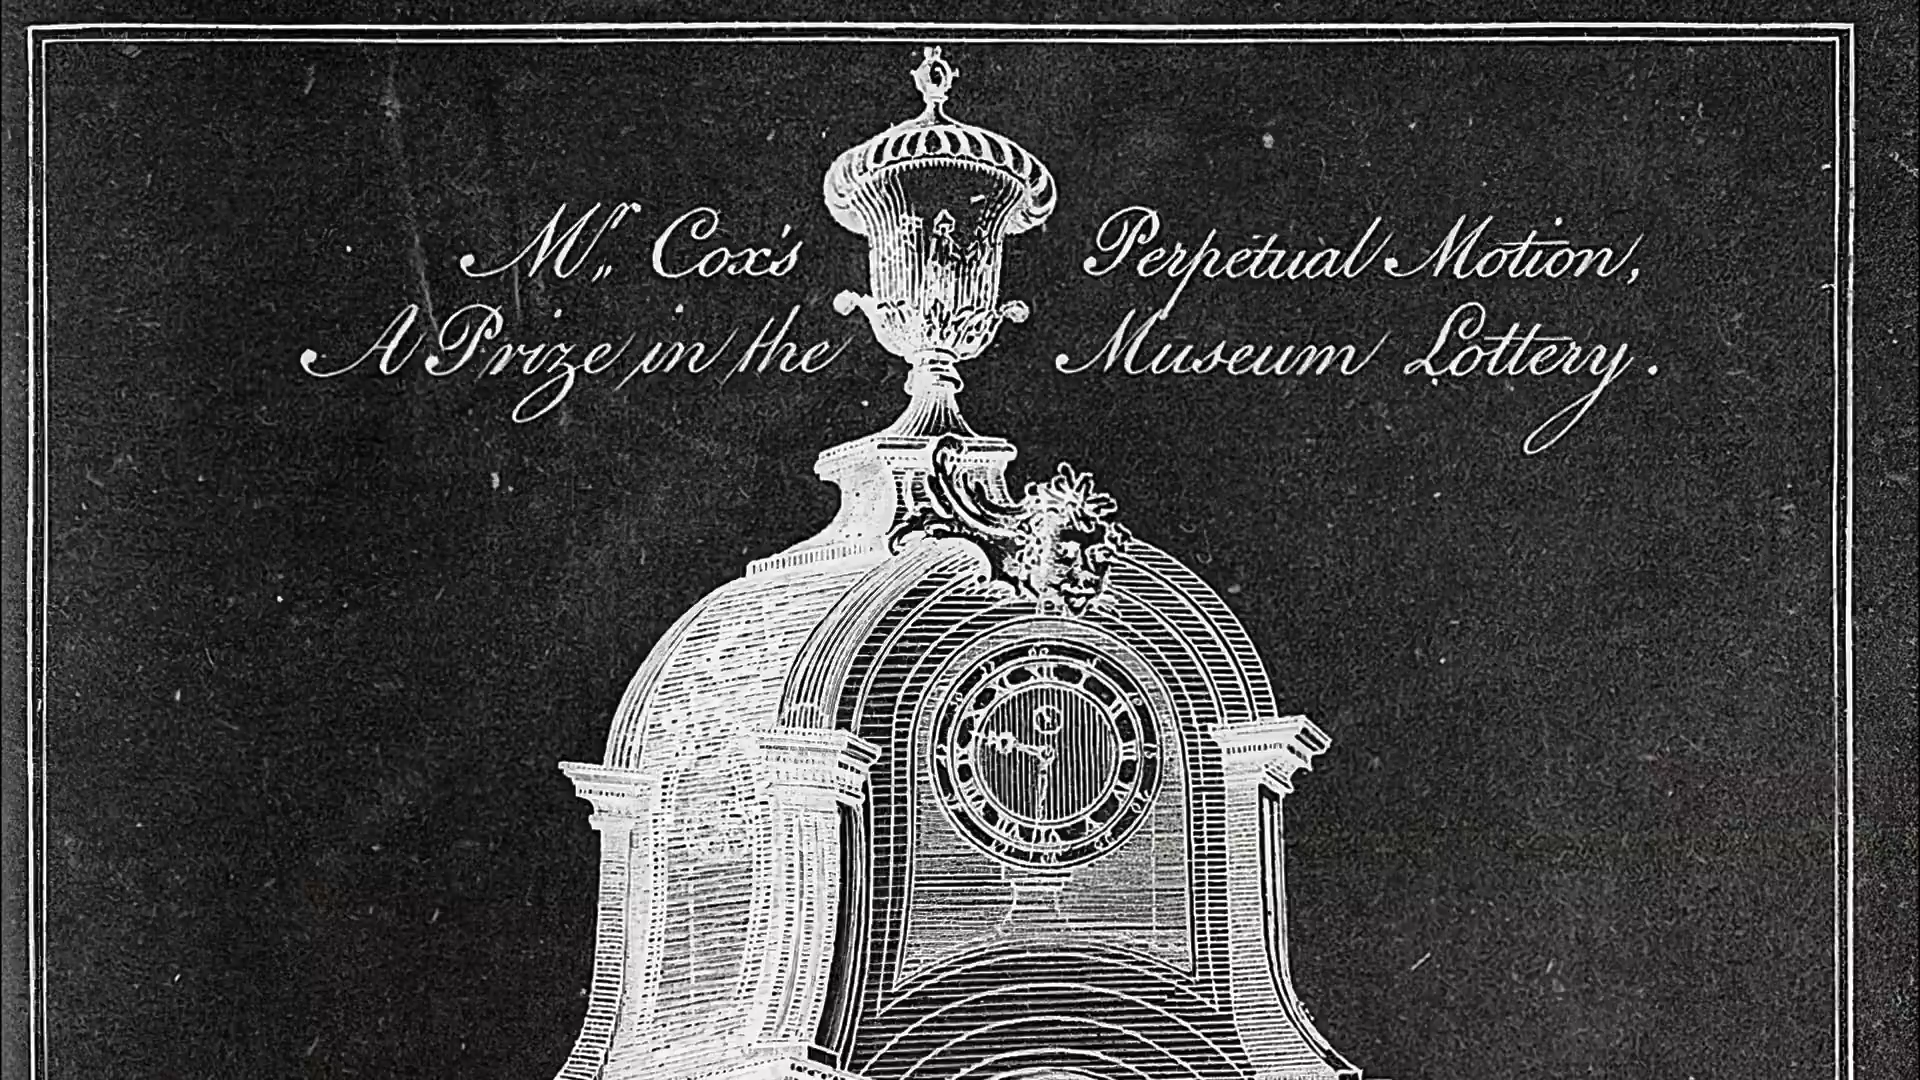 Mr. Cox's Perpetual Motion,
A Prize in the Museum Lottery.